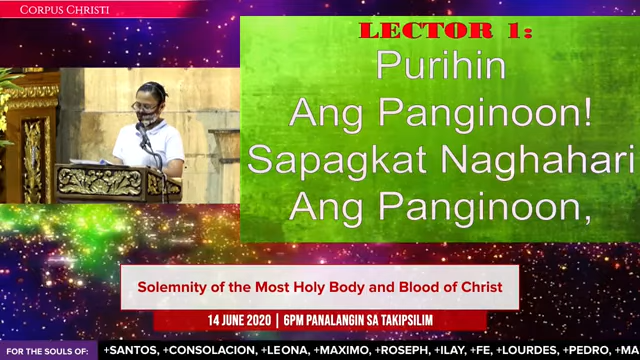 CORPUS CHRISTI
LECTOR 1:
Purihin
Ang Panginoon!
Sapagkat Naghahari
Ang Panginoon,
Solemnity of the Most Holy Body and Blood of Christ
14 JUNE 2020 | 6PM PANALANGIN SA TAKIPSILIM
FOR THE SOULS OF: +SANTOS, +CONSOLACION, +LEONA, +MAXIMO, +ROSEPH, +ILAY, +FE, +LOURDES, +PEDRO, +MA